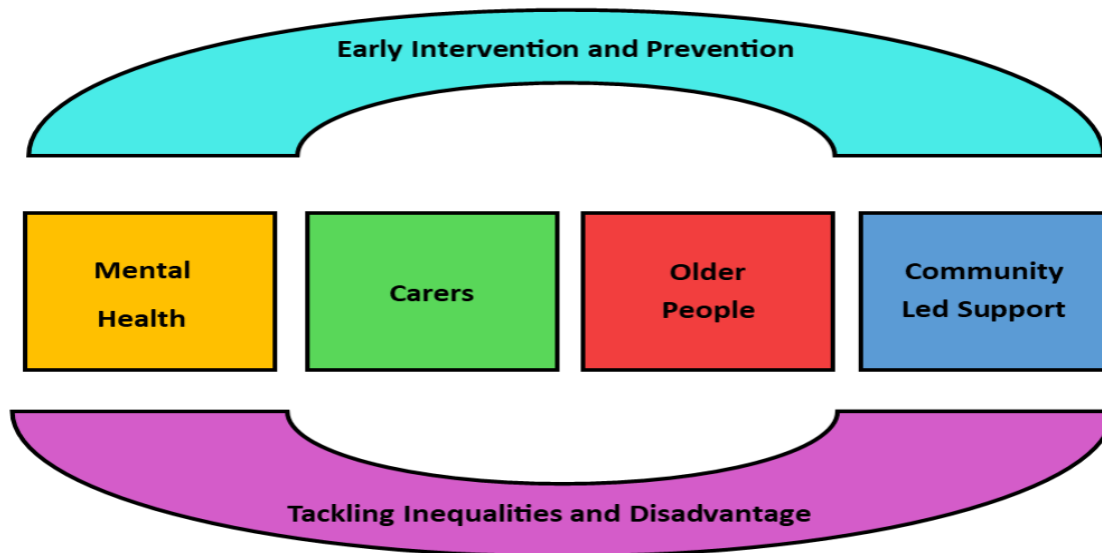 Early Intervention and Prevention
Mental
Health
Carers
Older
People
Community
Led Support
Tackling Inequalities and Disadvantage